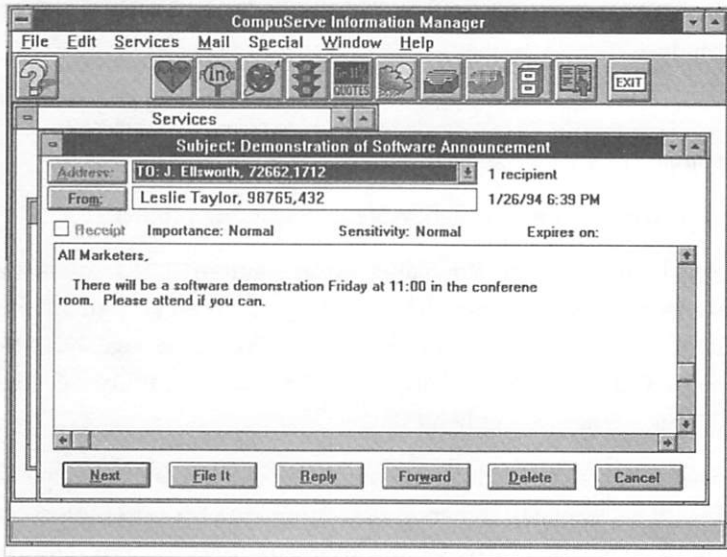 CompuServe Information Manager
File Edit Services Mail Special Window Help
QUOTES EXIT
Services
Subject: Demonstration of Software Announcement
Address: TO: J. Ellsworth, 72662,1712 1 recipient
From: Leslie Taylor, 98765,432 1/26/94 6:39 PM
Receipt Importance: Normal Sensitivity: Normal Expires on:
All Marketers,
There will be a software demonstration Friday at 11:00 in the conferene
room. Please attend if you can.
Next File It Reply Forward Delete Cancel